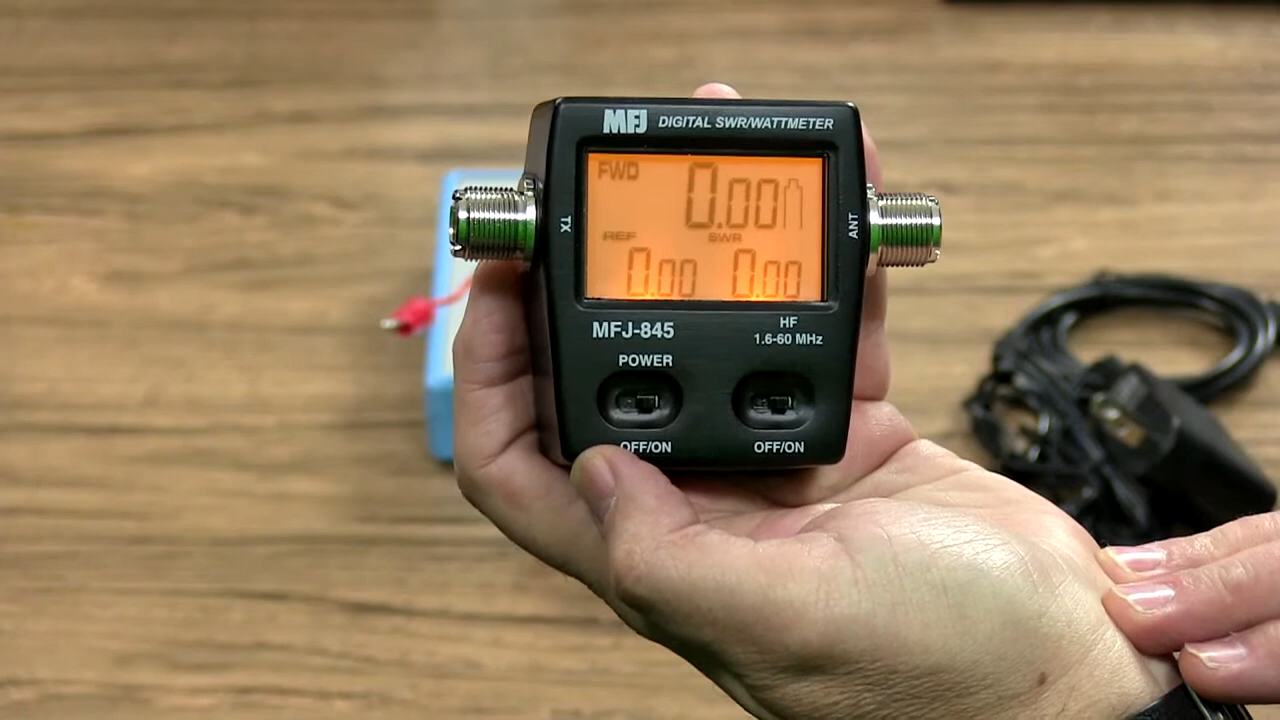 MFJ DIGITAL SWR/WATTMETER
FWD 0.00
REF SWR
0.00 0.00
TX
ANT
MFJ-845 HF
1.6-60 MHz
POWER
OFF/ON OFF/ON